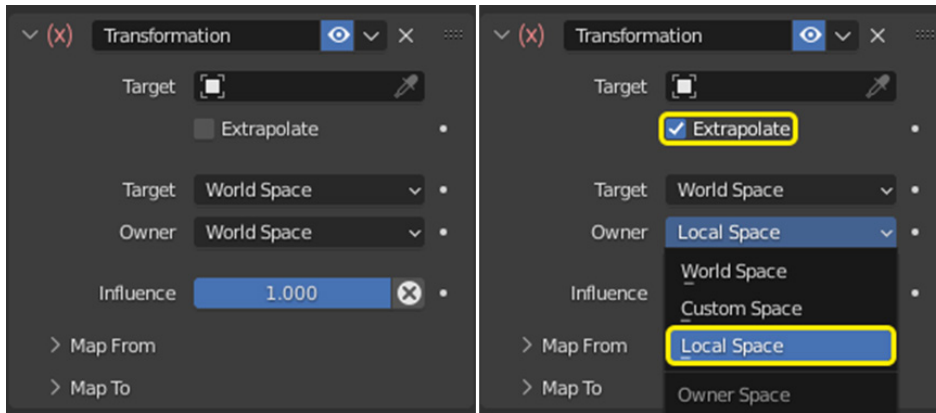 (x) Transformation
Target
Extrapolate
Target World Space
Owner World Space
Influence 1.000
Map From
Map To
(x) Transformation
Target
Extrapolate
Target World Space
Owner Local Space
World Space
Custom Space
Influence
Local Space
Map From
Map To
Owner Space